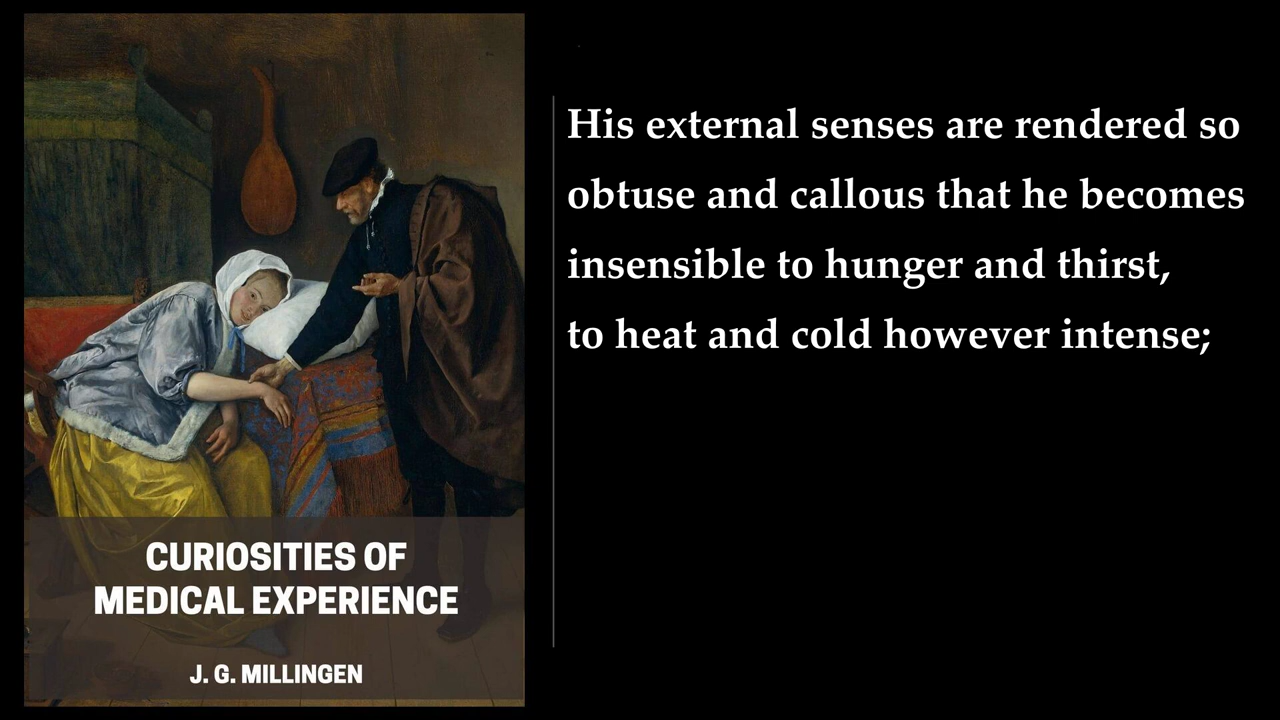 His external senses are rendered so
obtuse and callous that he becomes
insensible to hunger and thirst,
to heat and cold however intense;
CURIOSITIES OF
MEDICAL EXPERIENCE
J. G. MILLINGEN